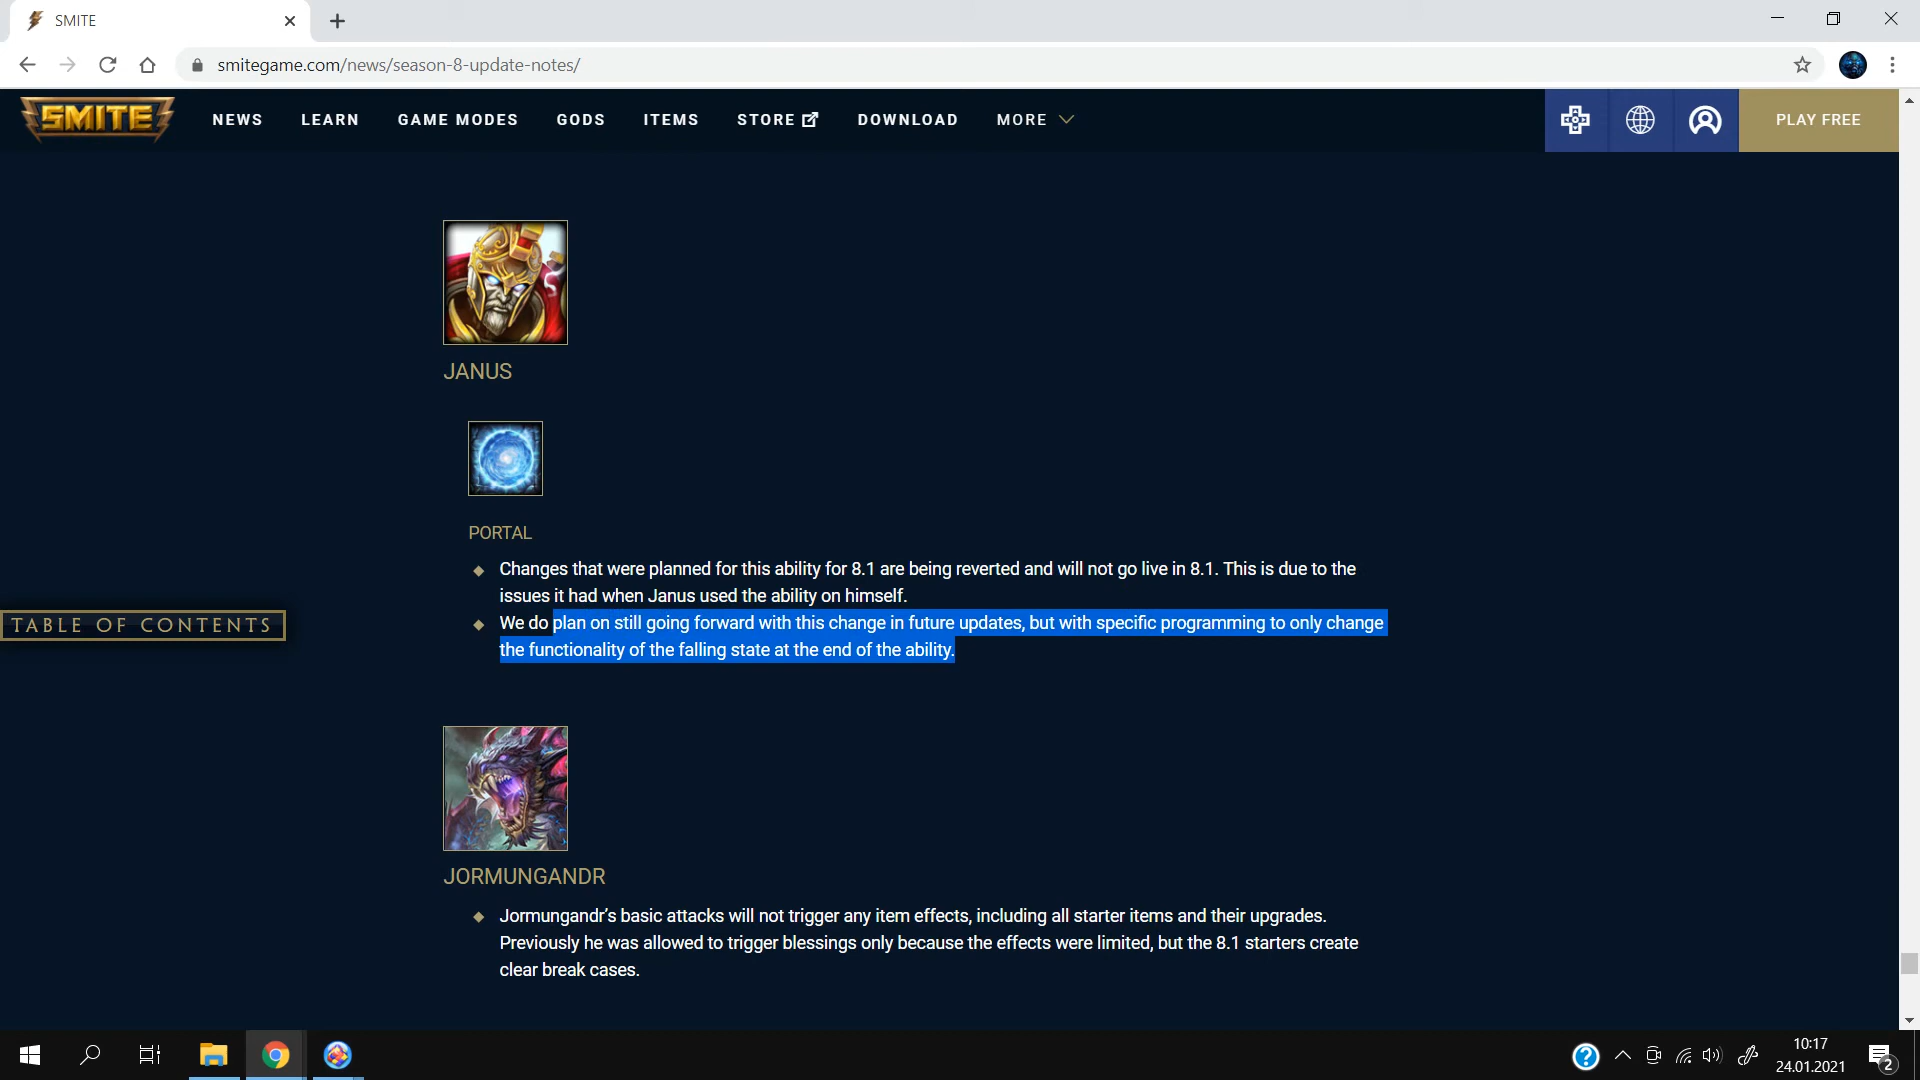 SMITE
smitegame.com/news/season-8-update-notes/
SMITE NEWS LEARN GAME MODES GODS ITEMS STORE DOWNLOAD MORE PLAY FREE
JANUS
PORTAL
Changes that were planned for this ability for 8.1 are being reverted and will not go live in 8.1. This is due to the
issues it had when Janus used the ability on himself.
We do plan on still going forward with this change in future updates, but with specific programming to only change
the functionality of the falling state at the end of the ability.
TABLE OF CONTENTS
JORMUNGANDR
Jormungandr’s basic attacks will not trigger any item effects, including all starter items and their upgrades.
Previously he was allowed to trigger blessings only because the effects were limited, but the 8.1 starters create
clear break cases.
10:17
24.01.2021
2